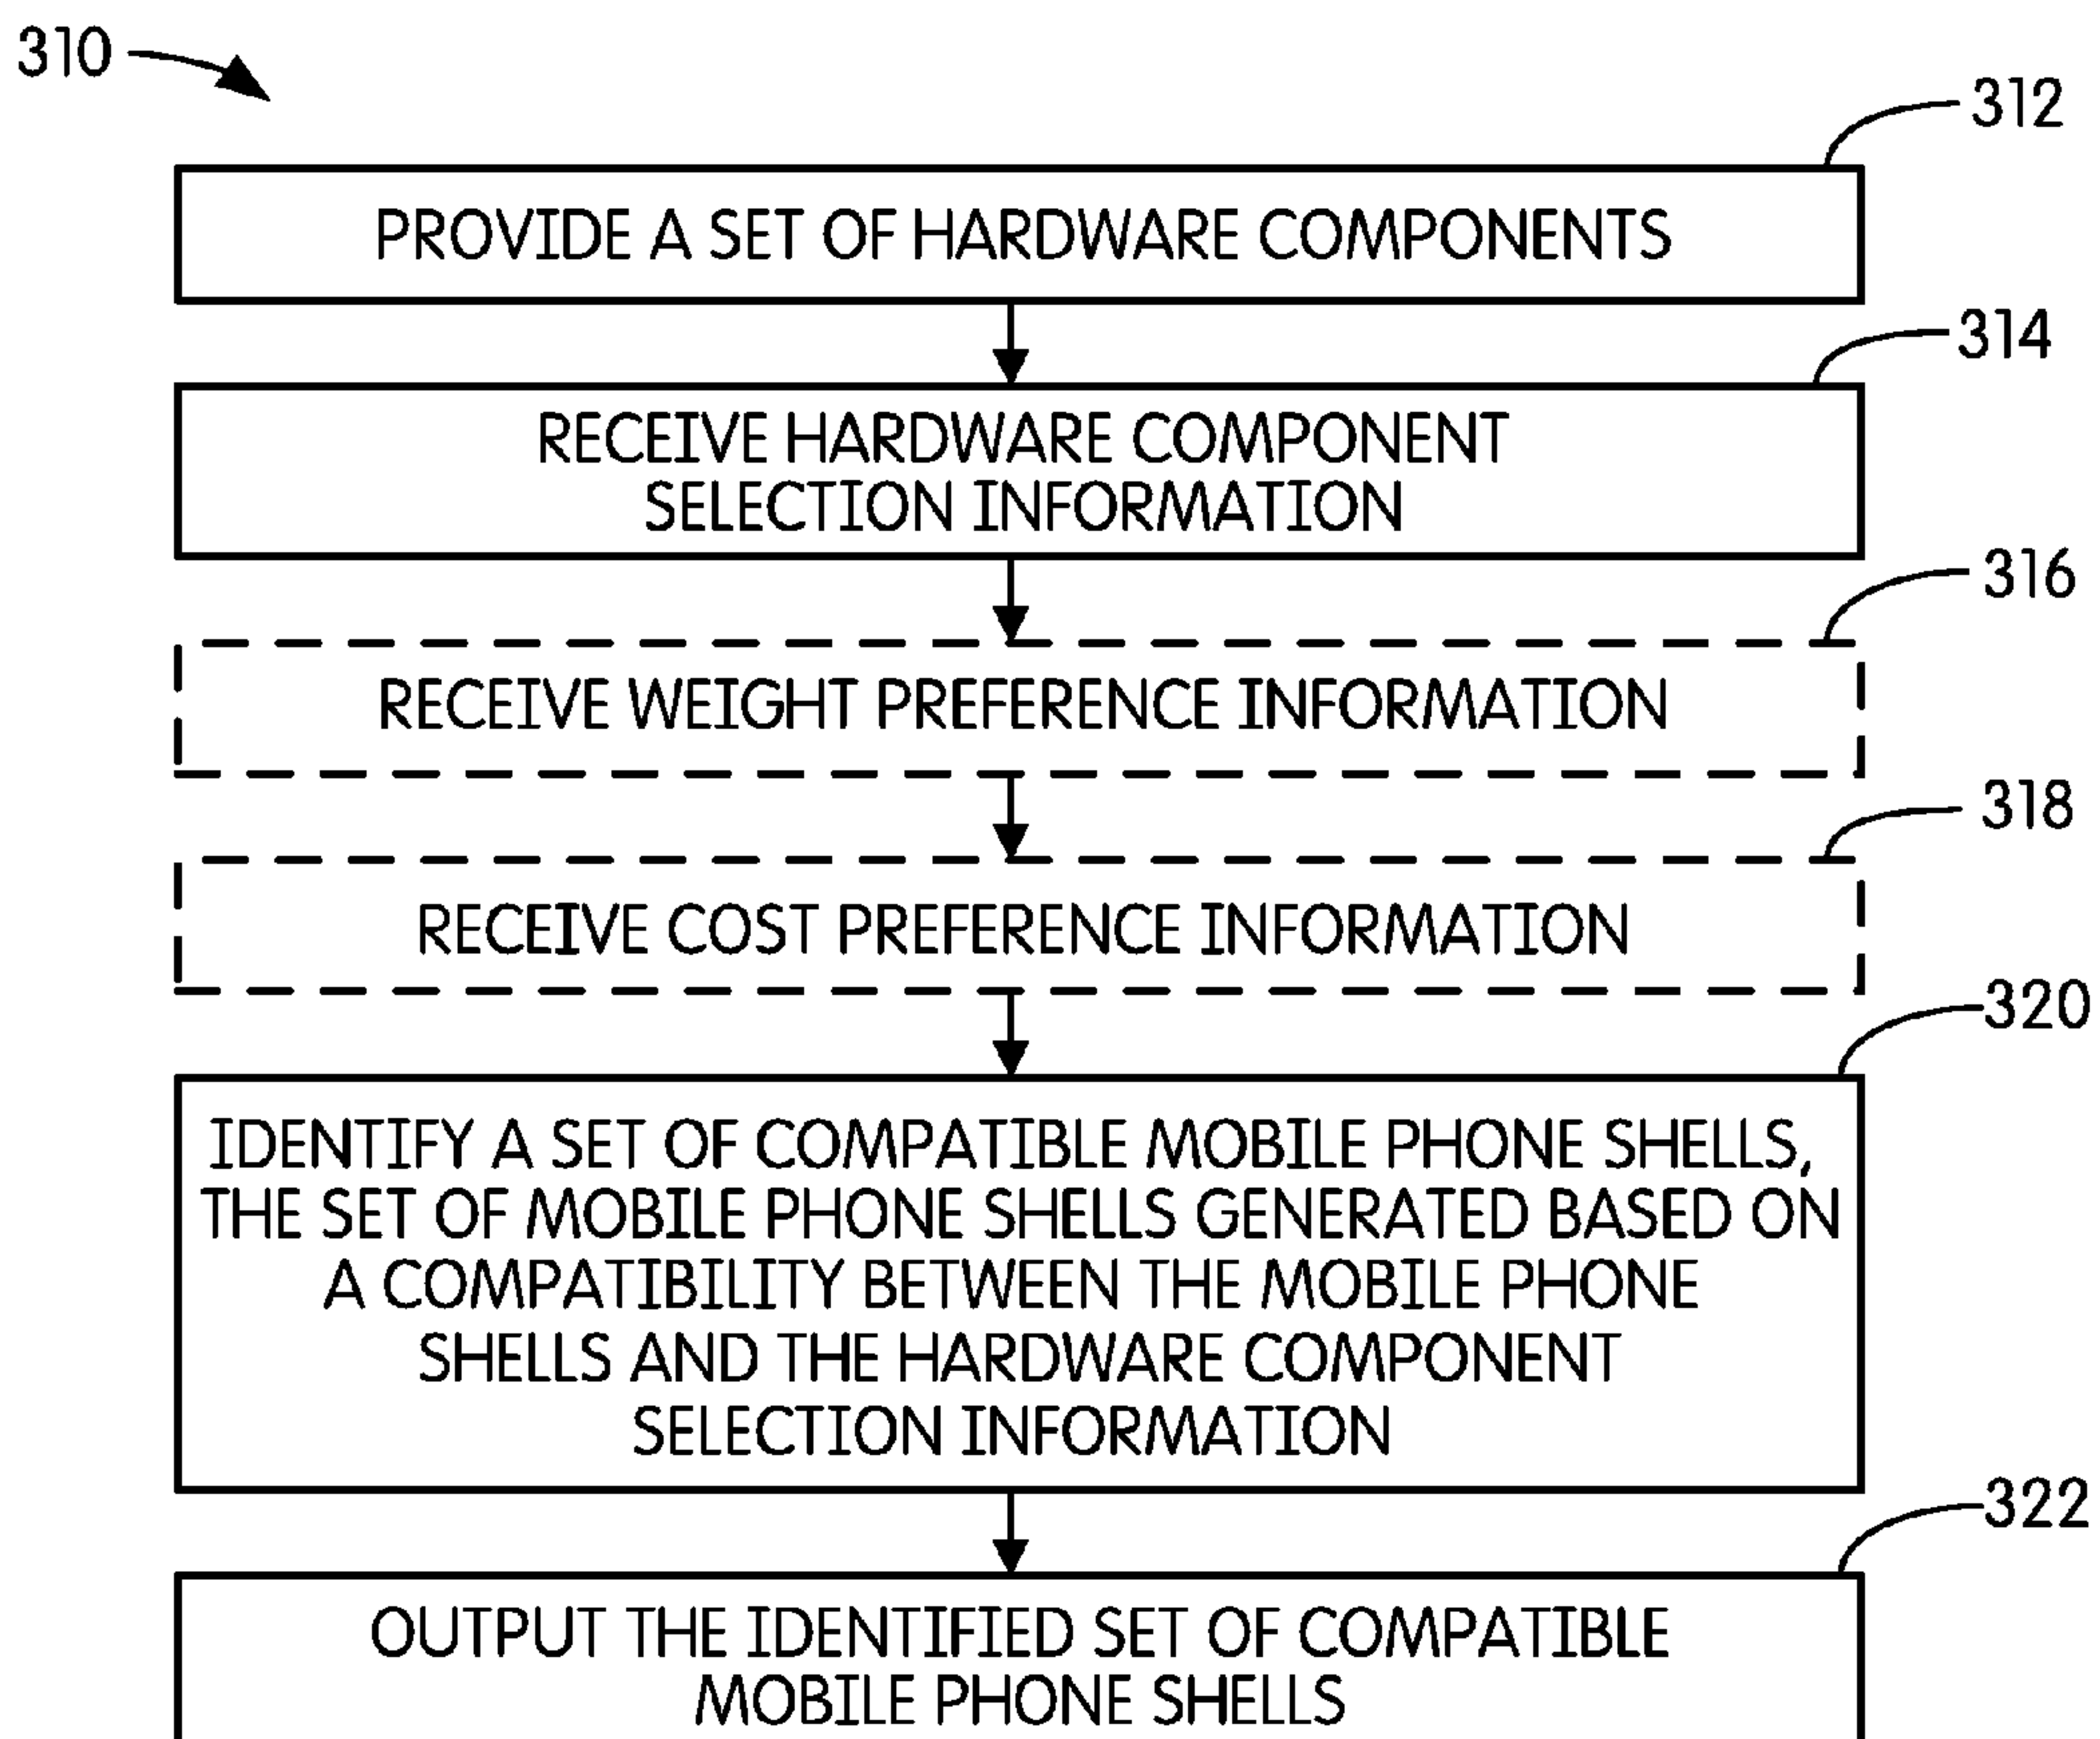 310
312
PROVIDE A SET OF HARDWARE COMPONENTS
314
RECEIVE HARDWARE COMPONENT
SELECTION INFORMATION
316
RECEIVE WEIGHT PREFERENCE INFORMATION
318
RECEIVE COST PREFERENCE INFORMATION
320
IDENTIFY A SET OF COMPATIBLE MOBILE PHONE SHELLS,
THE SET OF MOBILE PHONE SHELLS GENERATED BASED ON
A COMPATIBILITY BETWEEN THE MOBILE PHONE
SHELLS AND THE HARDWARE COMPONENT
SELECTION INFORMATION
322
OUTPUT THE IDENTIFIED SET OF COMPATIBLE
MOBILE PHONE SHELLS